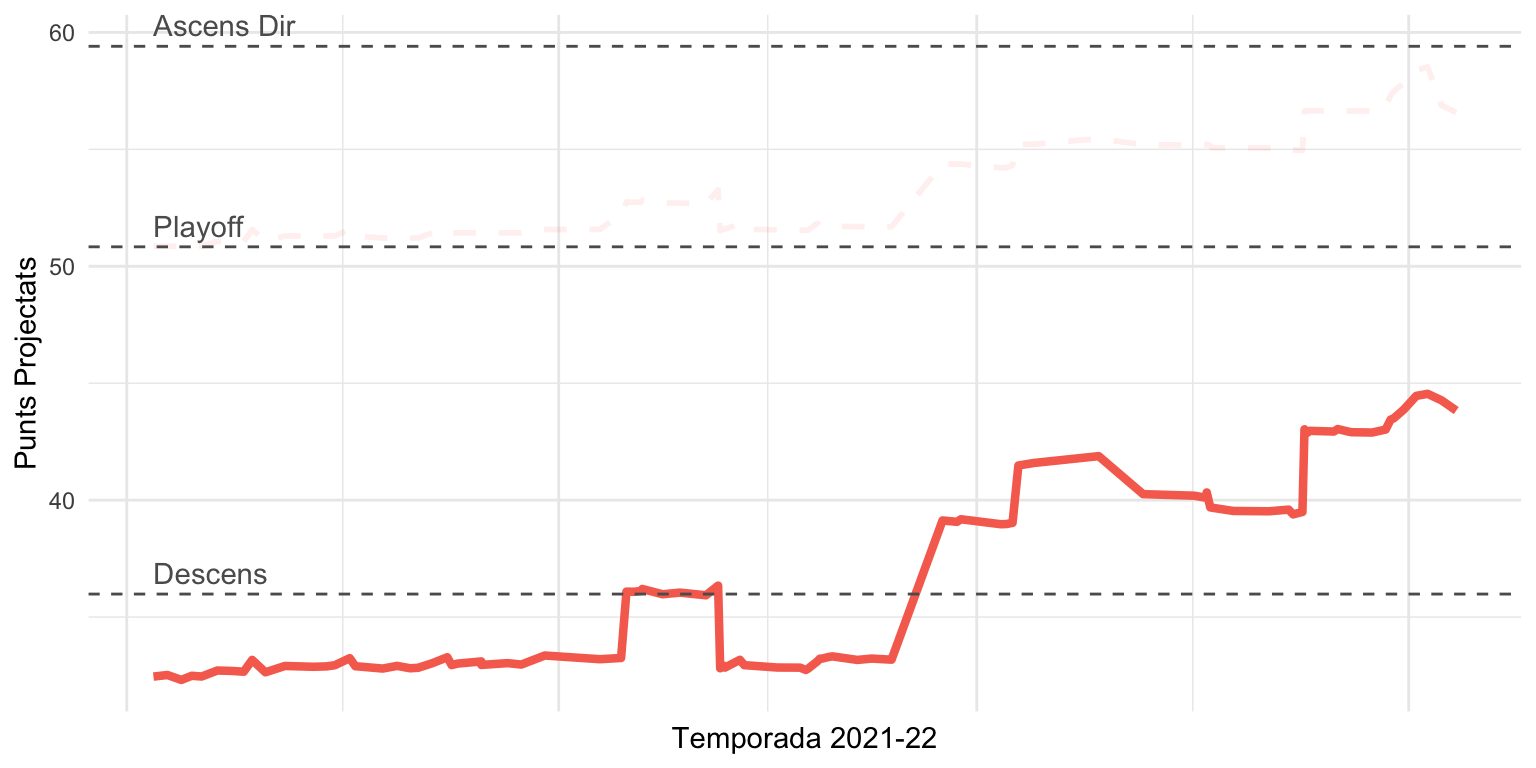 60
Ascens Dir
Playoff
50
40
Descens
Punts Projectats
Temporada 2021-22